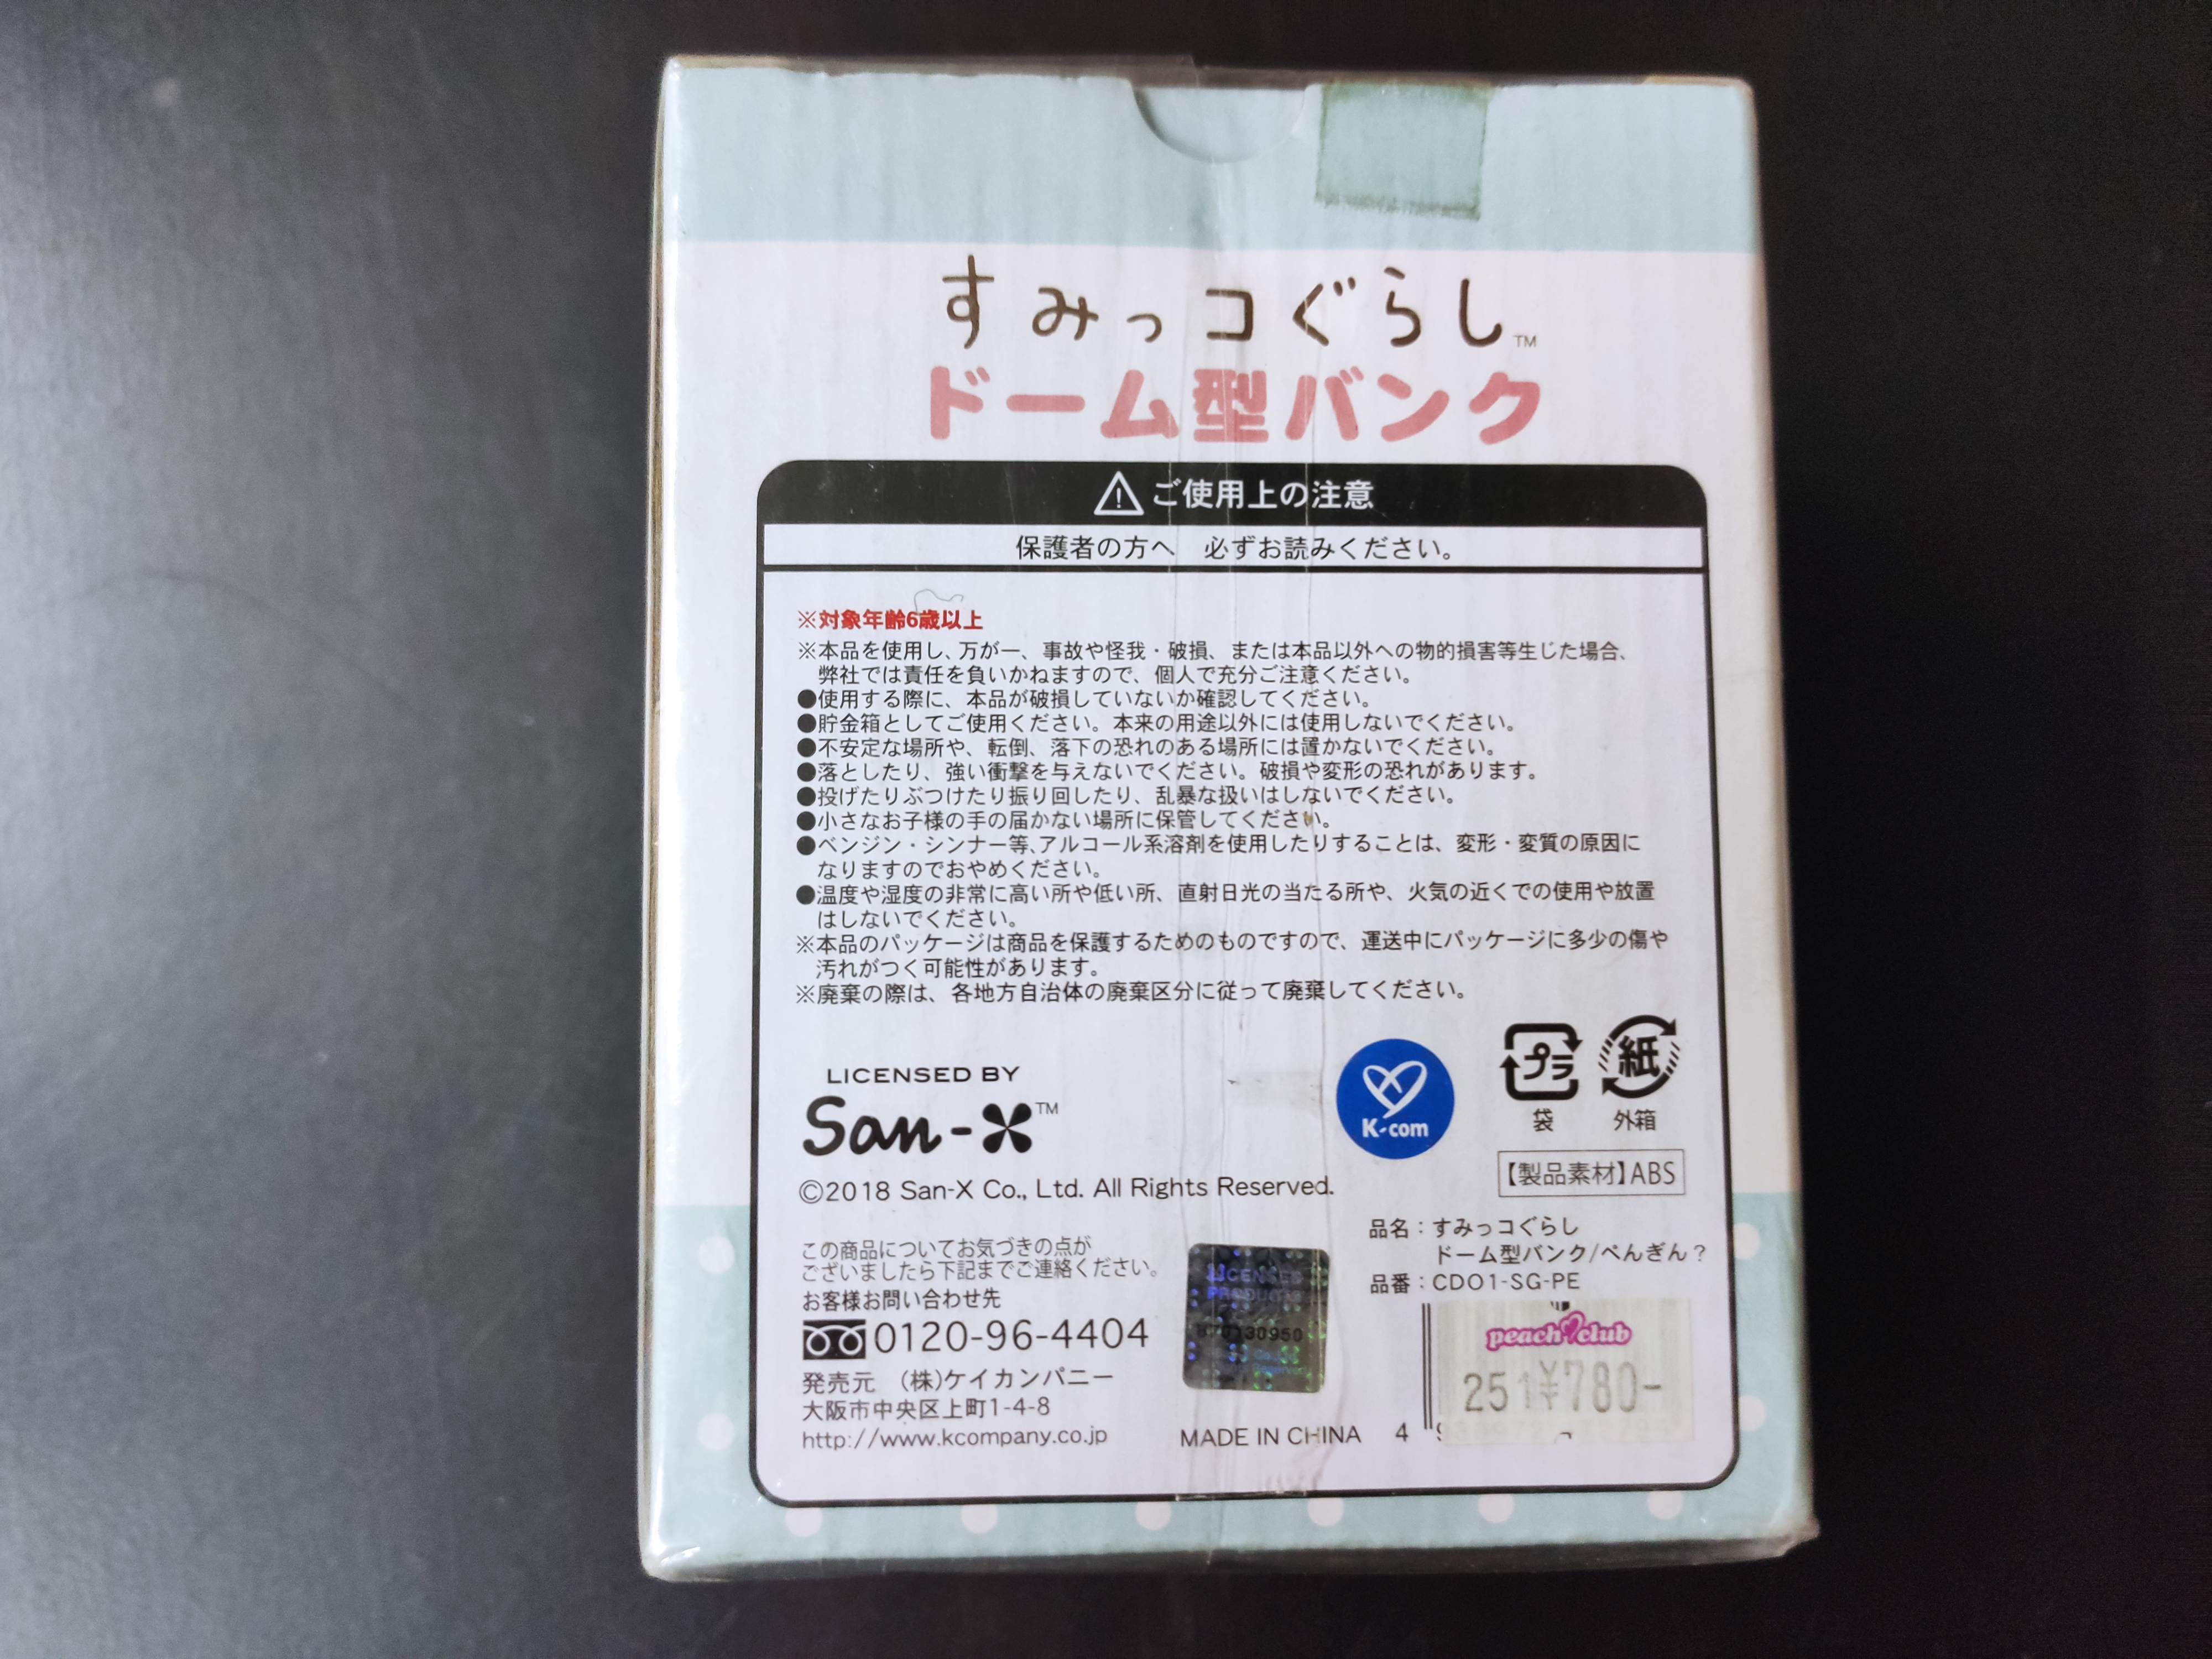 すみっコぐらし™
ドーム型バンク
ご使用上の注意
保護者の方へ 必ずお読みください。
※対象年齢6歳以上
※本品を使用し、万が一、事故や怪我・破損、または本品以外への物的損害等生じた場合、
弊社では責任を負いかねますので、個人で充分ご注意ください。
●使用する際に、本品が破損していないか確認してください。
●貯金箱としてご使用ください。本来の用途以外には使用しないでください。
●不安定な場所や、転倒、落下の恐れのある場所には置かないでください。
●落としたり、強い衝撃を与えないでください。破損や変形の恐れがあります。
●投げたりぶつけたり振り回したり、乱暴な扱いはしないでください。
●小さなお子様の手の届かない場所に保管してください。
●ベンジン・シンナー等、アルコール系溶剤を使用したりすることは、変形・変質の原因に
なりますのでおやめください。
●温度や湿度の非常に高い所や低い所、直射日光の当たる所や、火気の近くでの使用や放置
はしないでください。
※本品のパッケージは商品を保護するためのものですので、運送中にパッケージに多少の傷や
汚れがつく可能性があります。
※廃棄の際は、各地方自治体の廃棄区分に従って廃棄してください。
LICENSED BY
San-X™
K-com
プラ
袋
紙
外箱
【製品素材】ABS
©2018 San-X Co., Ltd. All Rights Reserved.
この商品についてお気づきの点が
ございましたら下記までご連絡ください。
お客様お問い合わせ先
0120-96-4404
発売元 (株)ケイカンパニー
大阪市中央区上町1-4-8
http://www.kcompany.co.jp
LICENSED
PRODUCT
30950
MADE IN CHINA
品名：すみっコぐらし
ドーム型バンク/ぺんぎん？
品番：CD01-SG-PE
peach club
251¥780-
4